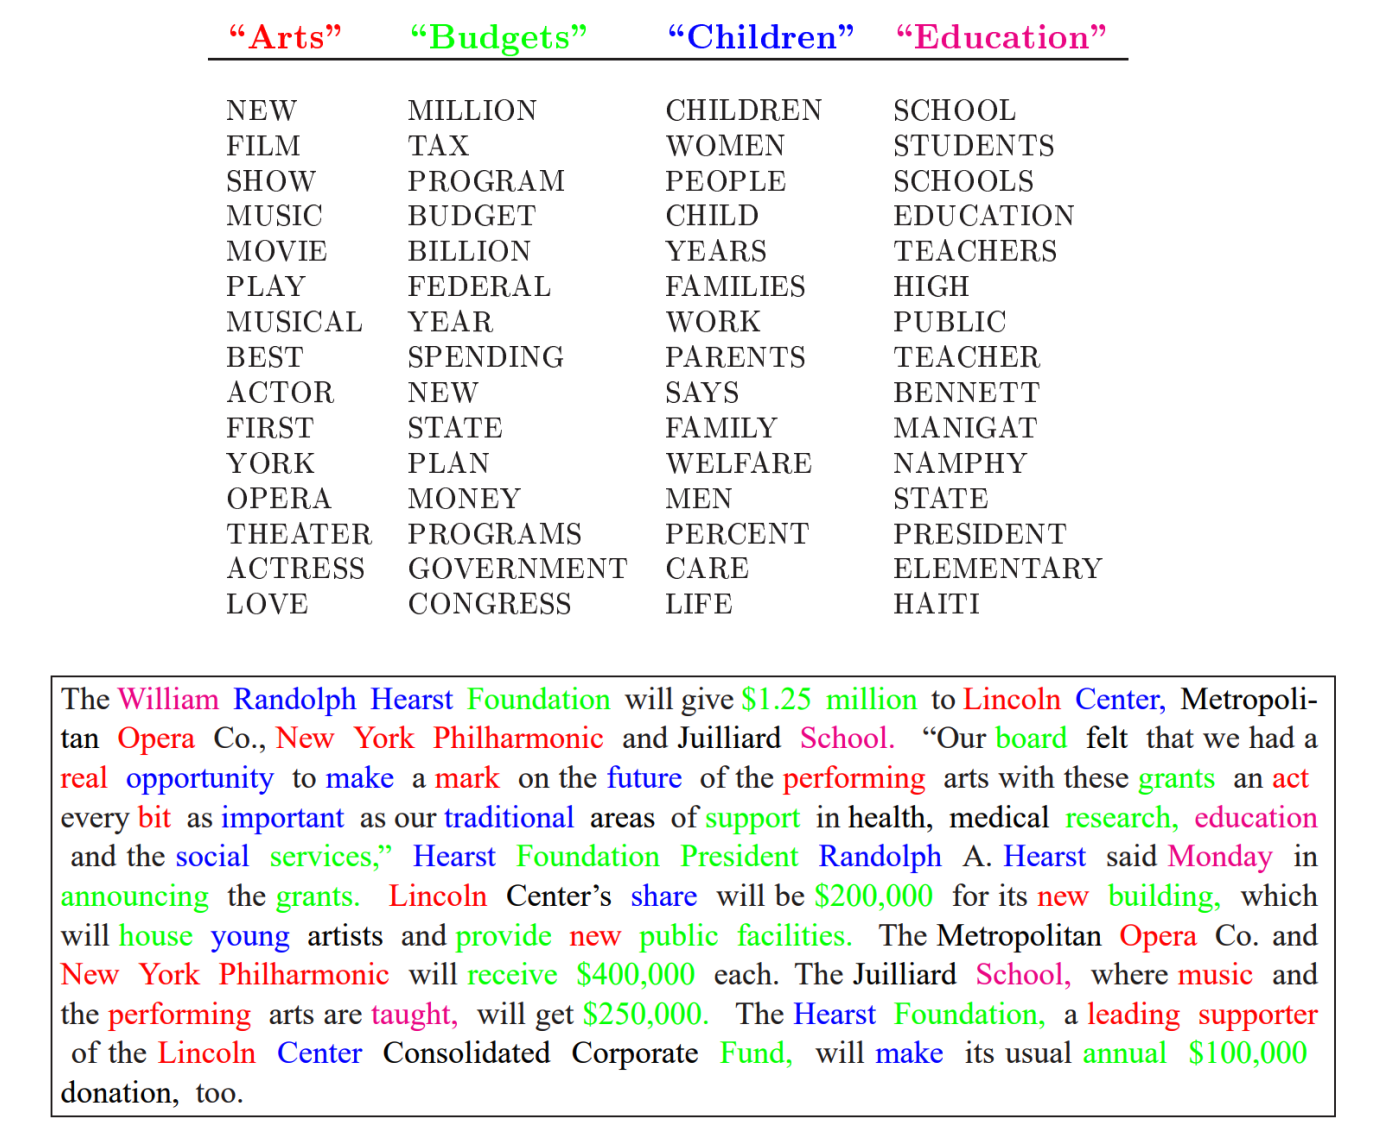 “Arts” “Budgets” “Children” “Education”
NEW MILLION CHILDREN SCHOOL
FILM TAX WOMEN STUDENTS
SHOW PROGRAM PEOPLE SCHOOLS
MUSIC BUDGET CHILD EDUCATION
MOVIE BILLION YEARS TEACHERS
PLAY FEDERAL FAMILIES HIGH
MUSICAL YEAR WORK PUBLIC
BEST SPENDING PARENTS TEACHER
ACTOR NEW SAYS BENNETT
FIRST STATE FAMILY MANIGAT
YORK PLAN WELFARE NAMPHY
OPERA MONEY MEN STATE
THEATER PROGRAMS PERCENT PRESIDENT
ACTRESS GOVERNMENT CARE ELEMENTARY
LOVE CONGRESS LIFE HAITI
The William Randolph Hearst Foundation will give $1.25 million to Lincoln Center, Metropoli-
tan Opera Co., New York Philharmonic and Juilliard School. “Our board felt that we had a
real opportunity to make a mark on the future of the performing arts with these grants an act
every bit as important as our traditional areas of support in health, medical research, education
and the social services,” Hearst Foundation President Randolph A. Hearst said Monday in
announcing the grants. Lincoln Center’s share will be $200,000 for its new building, which
will house young artists and provide new public facilities. The Metropolitan Opera Co. and
New York Philharmonic will receive $400,000 each. The Juilliard School, where music and
the performing arts are taught, will get $250,000. The Hearst Foundation, a leading supporter
of the Lincoln Center Consolidated Corporate Fund, will make its usual annual $100,000
donation, too.